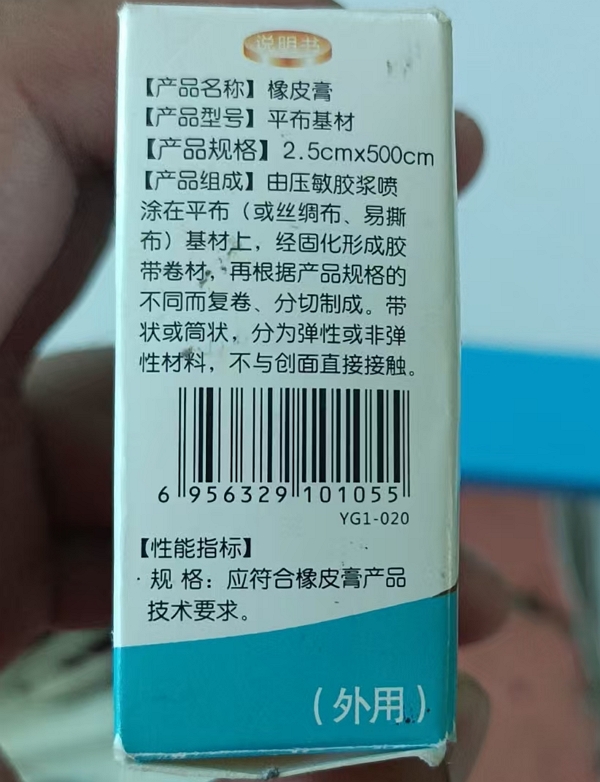 说明书
【产品名称】橡皮膏
【产品型号】平布基材
【产品规格】2.5cmx500cm
【产品组成】由压敏胶浆喷
涂在平布（或丝绸布、易撕
布）基材上，经固化形成胶
带卷材，再根据产品规格的
不同而复卷、分切制成。带
状或筒状，分为弹性或非弹
性材料，不与创面直接接触。
6 956329 101055
YG1-020
【性能指标】
·规 格：应符合橡皮膏产品
技术要求。
（外用）